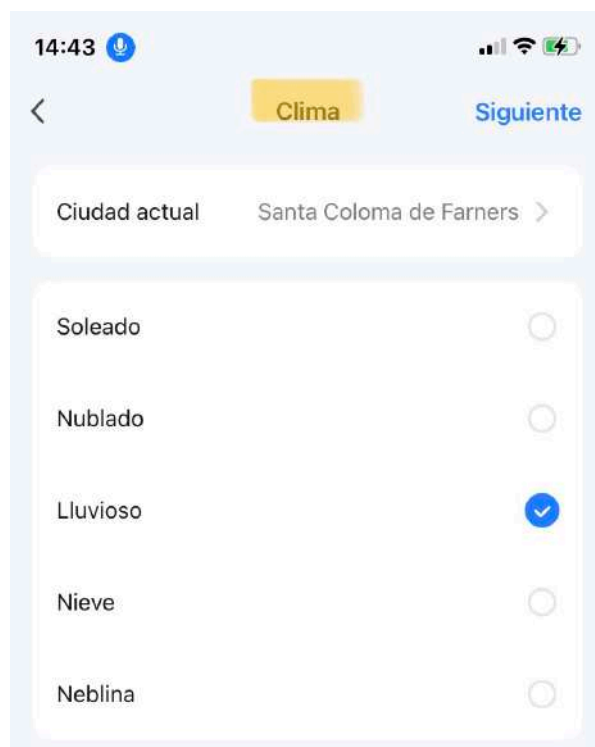 14:43
Clima Siguiente
Ciudad actual Santa Coloma de Farners
Soleado
Nublado
Lluvioso
Nieve
Neblina